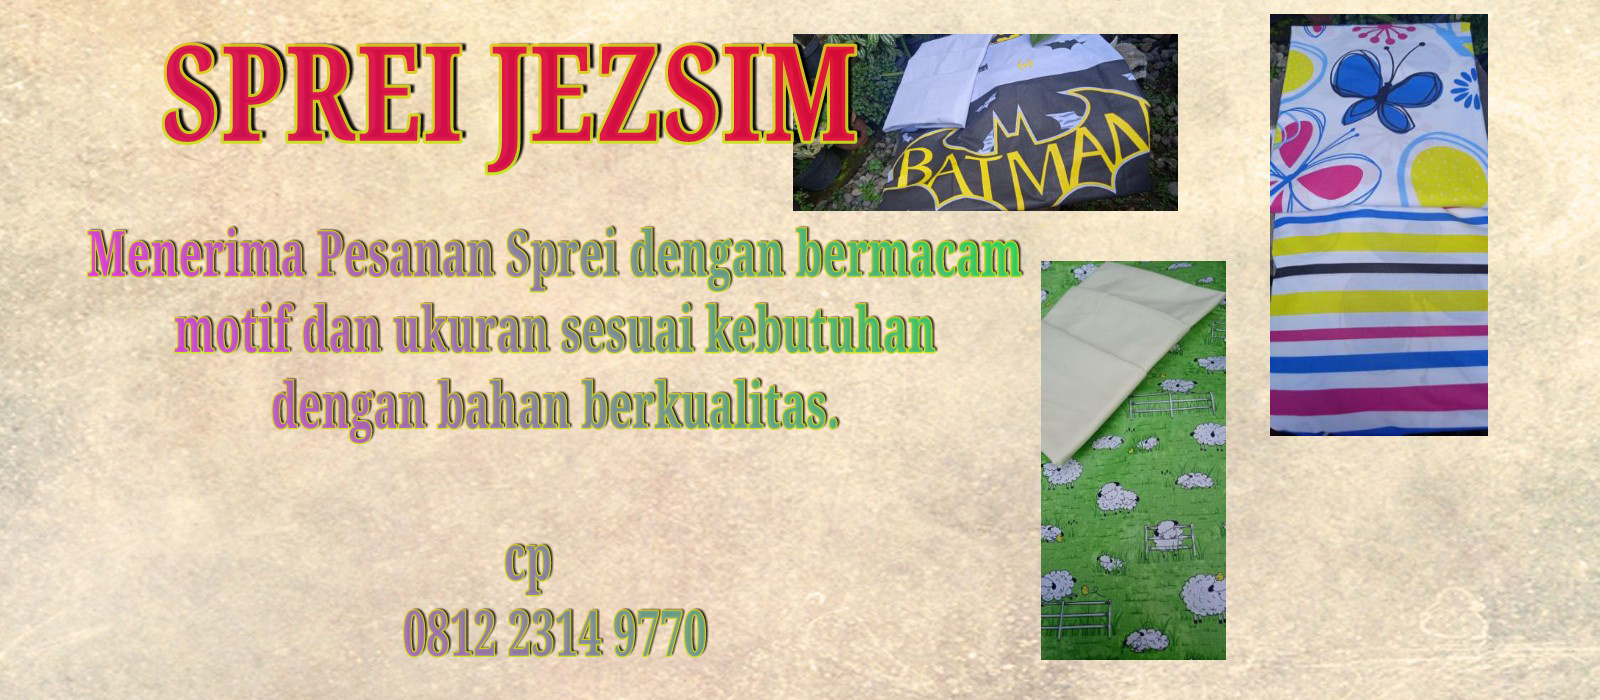 SPREI JEZSIM
BATMAN
Menerima Pesanan Sprei dengan bermacam
motif dan ukuran sesuai kebutuhan
dengan bahan berkualitas.
cp
0812 2314 9770